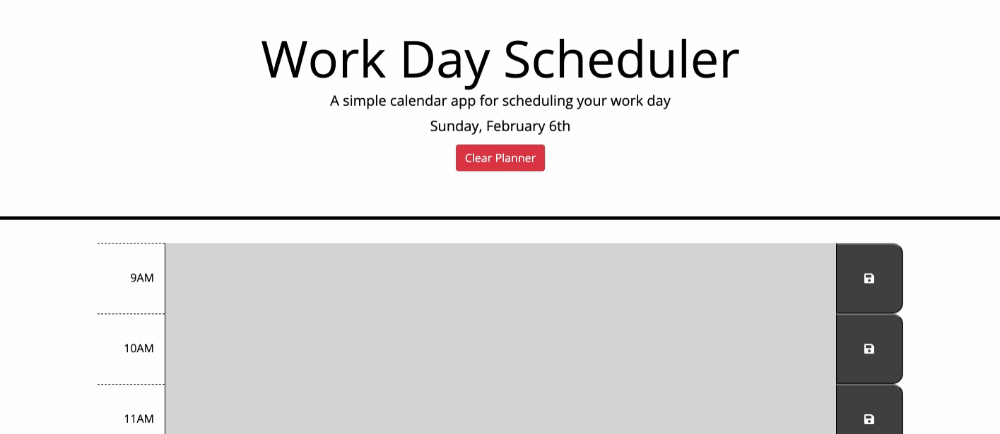 Work Day Scheduler
A simple calendar app for scheduling your work day
Sunday, February 6th
Clear Planner
9AM
10AM
11AM